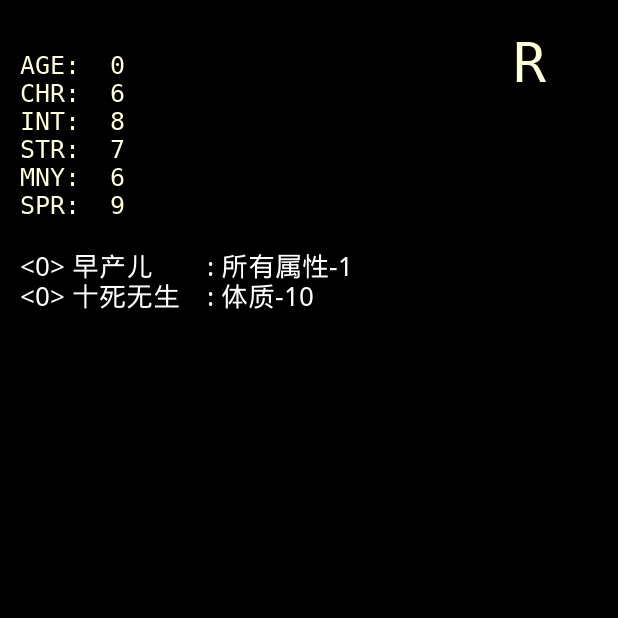 R
AGE: 0
CHR: 6
INT: 8
STR: 7
MNY: 6
SPR: 9
<0> 早产儿 : 所有属性-1
<0> 十死无生 : 体质-10